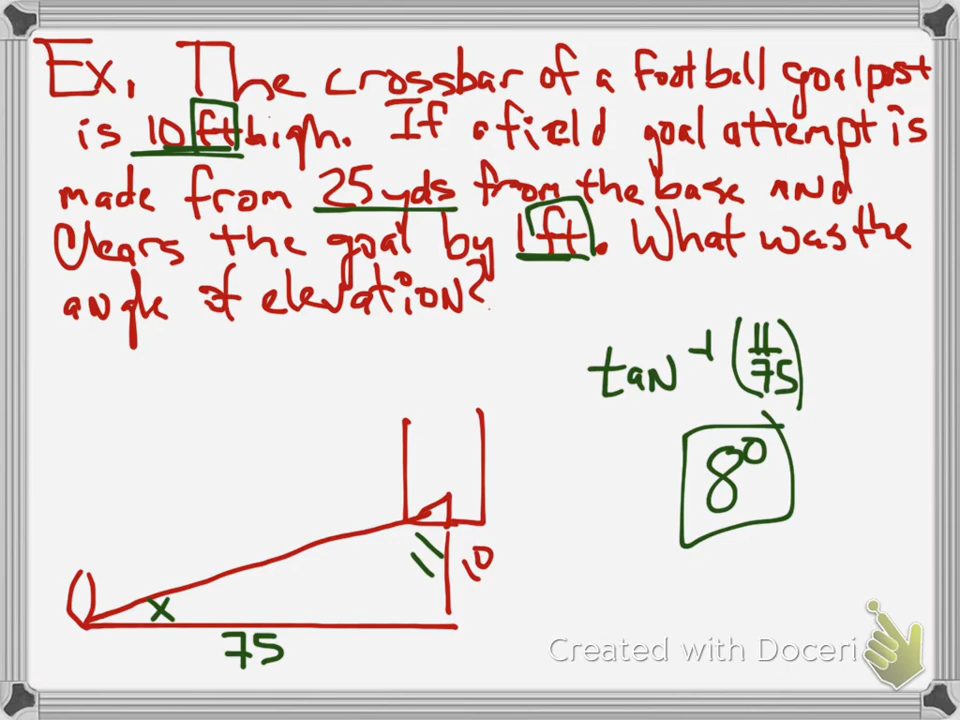 Ex. The crossbar of a football goalpost
is 10 ft high. If a field goal attempt is
made from 25 yds from the base and
clears the goal by 1 ft. What was the
angle of elevation?
tan⁻¹(11/75)
8°
11
10
x
75
Created with Doceri